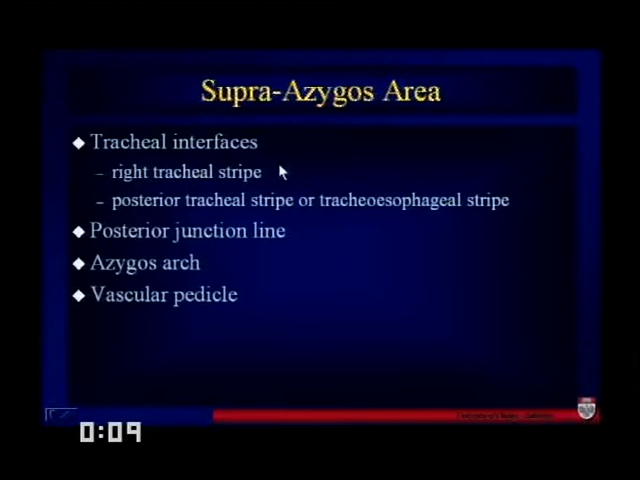 Supra-Azygos Area
◆ Tracheal interfaces
– right tracheal stripe
– posterior tracheal stripe or tracheoesophageal stripe
◆ Posterior junction line
◆ Azygos arch
◆ Vascular pedicle
0:09